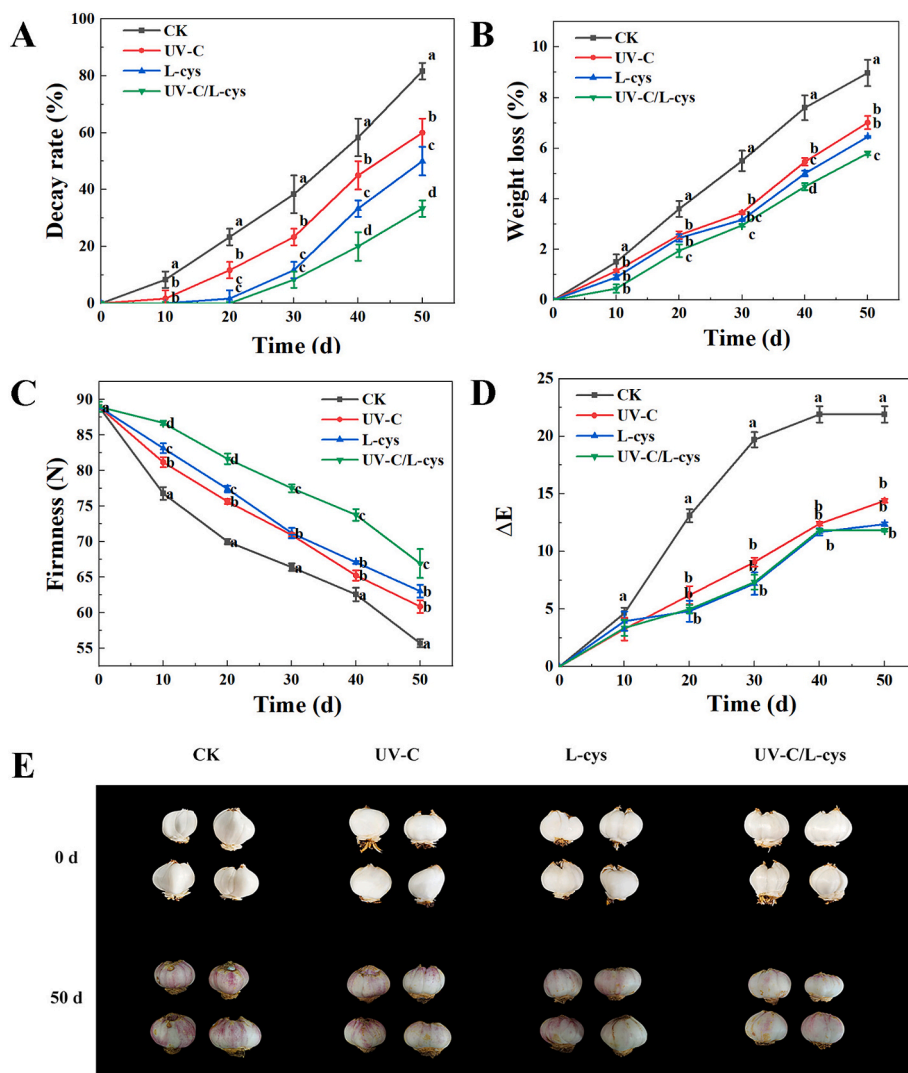 A
CK
UV-C
L-cys
UV-C/L-cys
Decay rate (%)
100
80
60
40
20
0
a
b
b
a
b
c
c
a
b
c
c
a
b
c
d
a
b
c
d
0 10 20 30 40 50
Time (d)
B
CK
UV-C
L-cys
UV-C/L-cys
Weight loss (%)
10
8
6
4
2
0
a
b
b
b
a
b
b
c
a
b
bc
c
a
b
c
d
a
b
b
c
0 10 20 30 40 50
Time (d)
C
CK
UV-C
L-cys
UV-C/L-cys
Firmness (N)
90
85
80
75
70
65
60
55
a
d
c
b
a
d
c
b
a
c
b
b
a
c
b
b
a
c
b
b
a
0 10 20 30 40 50
Time (d)
D
CK
UV-C
L-cys
UV-C/L-cys
ΔE
25
20
15
10
5
0
a
a
b
b
b
a
b
b
b
a
b
b
b
a
b
b
b
0 10 20 30 40 50
Time (d)
E
CK UV-C L-cys UV-C/L-cys
0 d
50 d